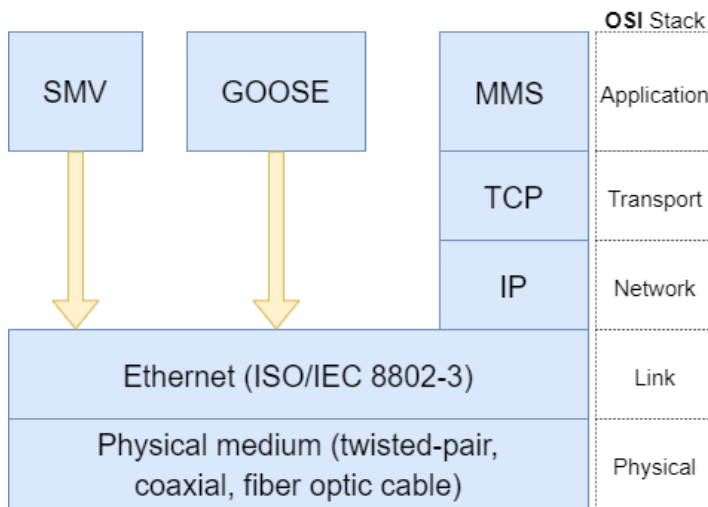 OSI Stack
SMV
GOOSE
MMS
Application
TCP
Transport
IP
Network
Ethernet (ISO/IEC 8802-3)
Link
Physical medium (twisted-pair,
coaxial, fiber optic cable)
Physical